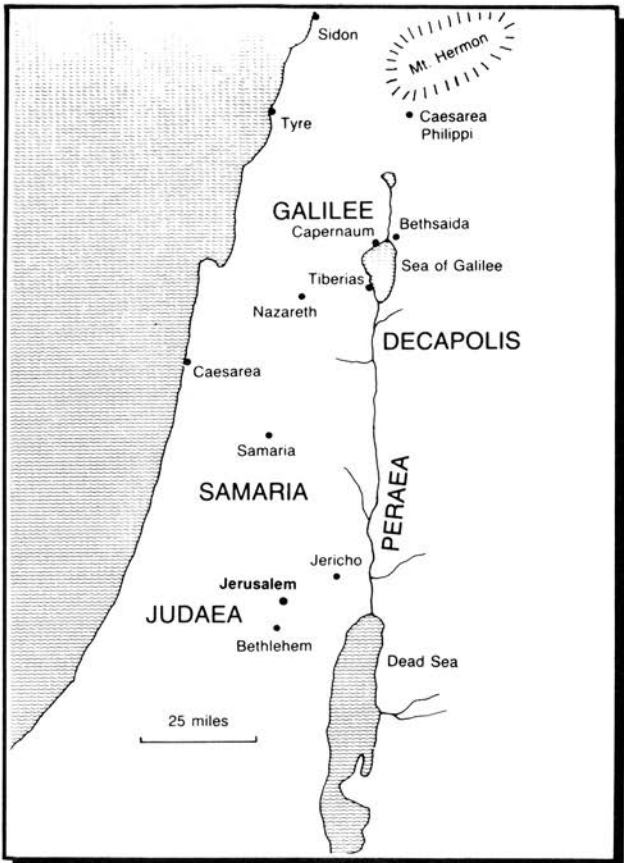 Sidon
Mt. Hermon
Tyre
Caesarea
Philippi
GALILEE
Capernaum
Bethsaida
Sea of Galilee
Tiberias
Nazareth
DECAPOLIS
Caesarea
Samaria
SAMARIA
PERAEA
Jericho
Jerusalem
JUDAEA
Bethlehem
Dead Sea
25 miles